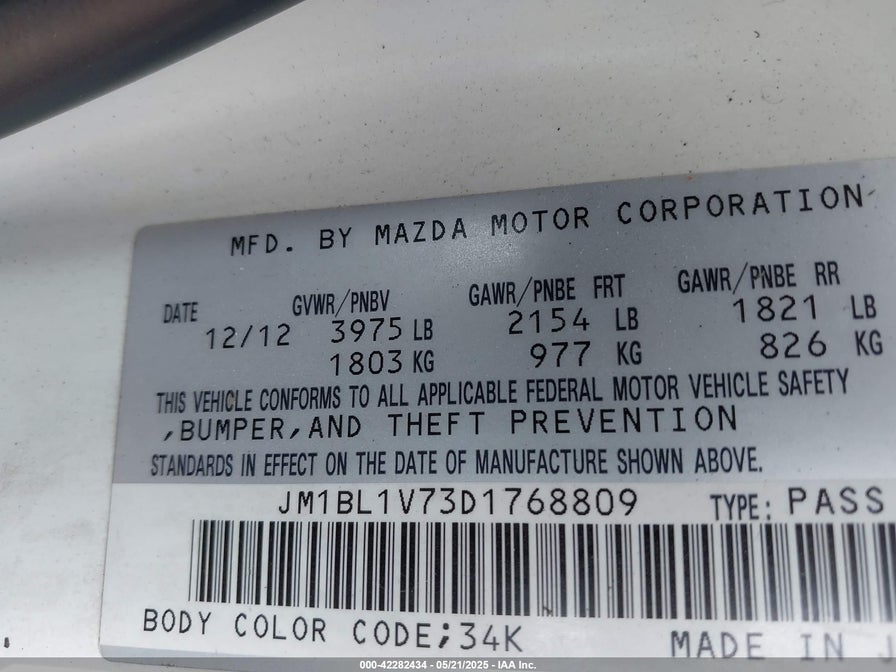 MFD. BY MAZDA MOTOR CORPORATION
DATE GVWR/PNBV GAWR/PNBE FRT GAWR/PNBE RR
12/12 3975 LB 2154 LB 1821 LB
1803 KG 977 KG 826 KG
THIS VEHICLE CONFORMS TO ALL APPLICABLE FEDERAL MOTOR VEHICLE SAFETY
,BUMPER,AND THEFT PREVENTION
STANDARDS IN EFFECT ON THE DATE OF MANUFACTURE SHOWN ABOVE.
JM1BL1V73D1768809 TYPE: PASS
BODY COLOR CODE;34K MADE IN J
000-42282434 - 05/21/2025 - IAA Inc.